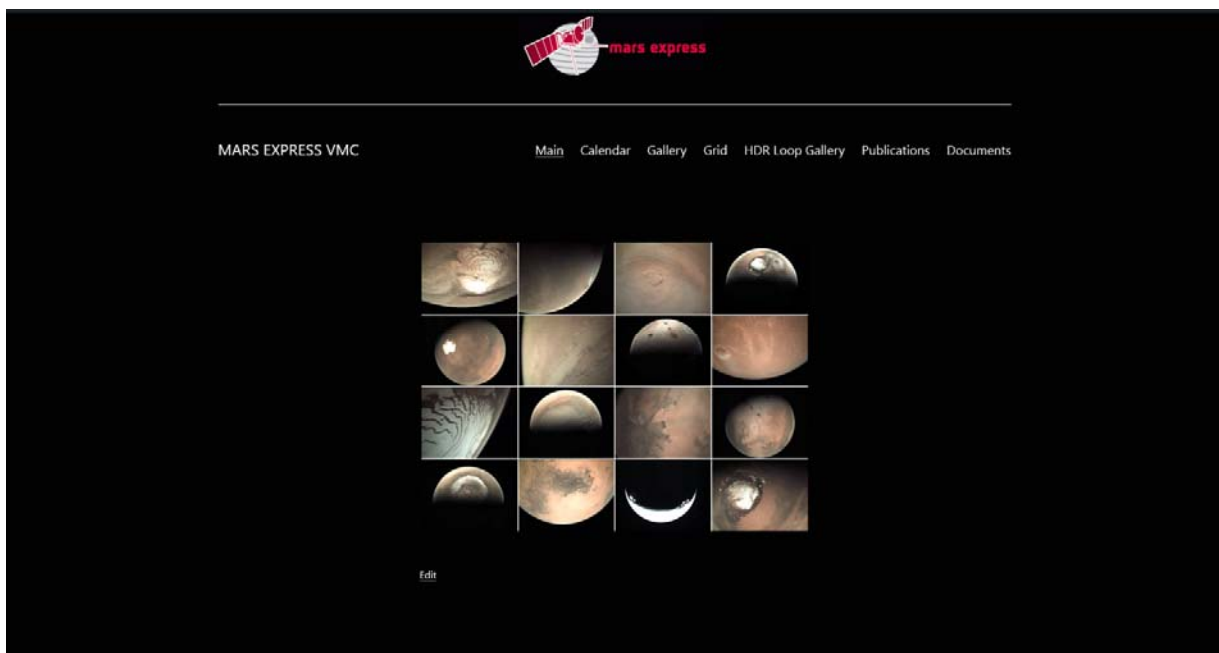 mars express
MARS EXPRESS VMC
Main Calendar Gallery Grid HDR Loop Gallery Publications Documents
Edit